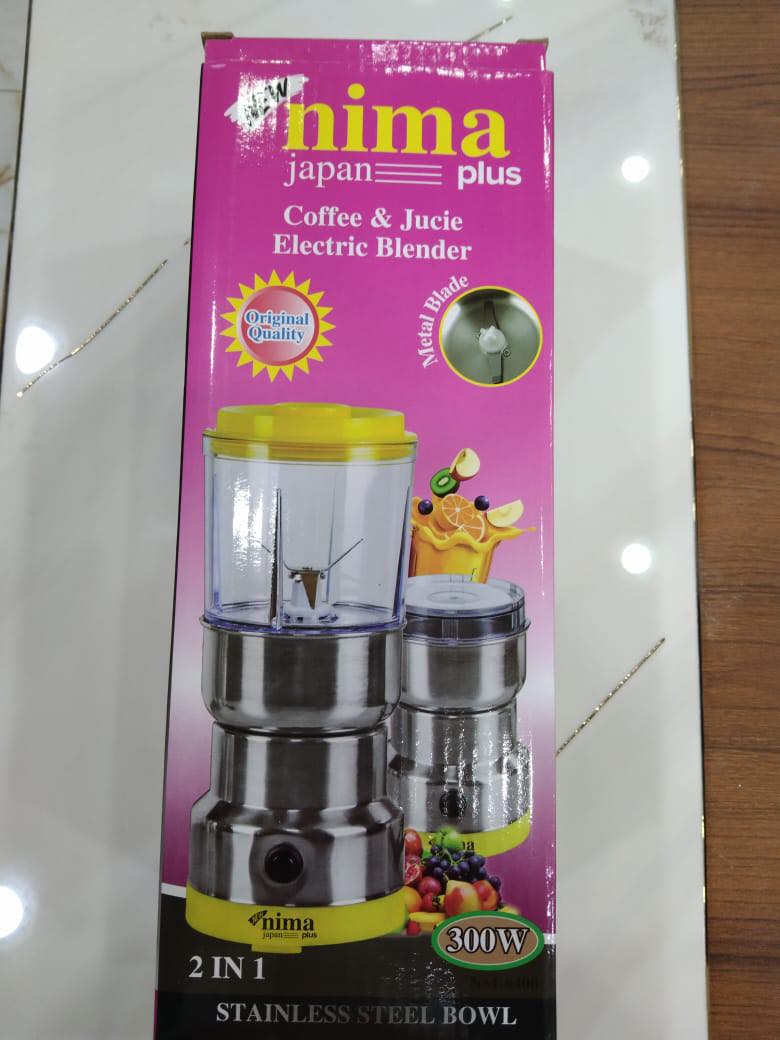 NEW
nima
japan plus
Coffee & Jucie
Electric Blender
Original
Quality
Metal Blade
NEW nima
japan plus
2 IN 1
300W
STAINLESS STEEL BOWL